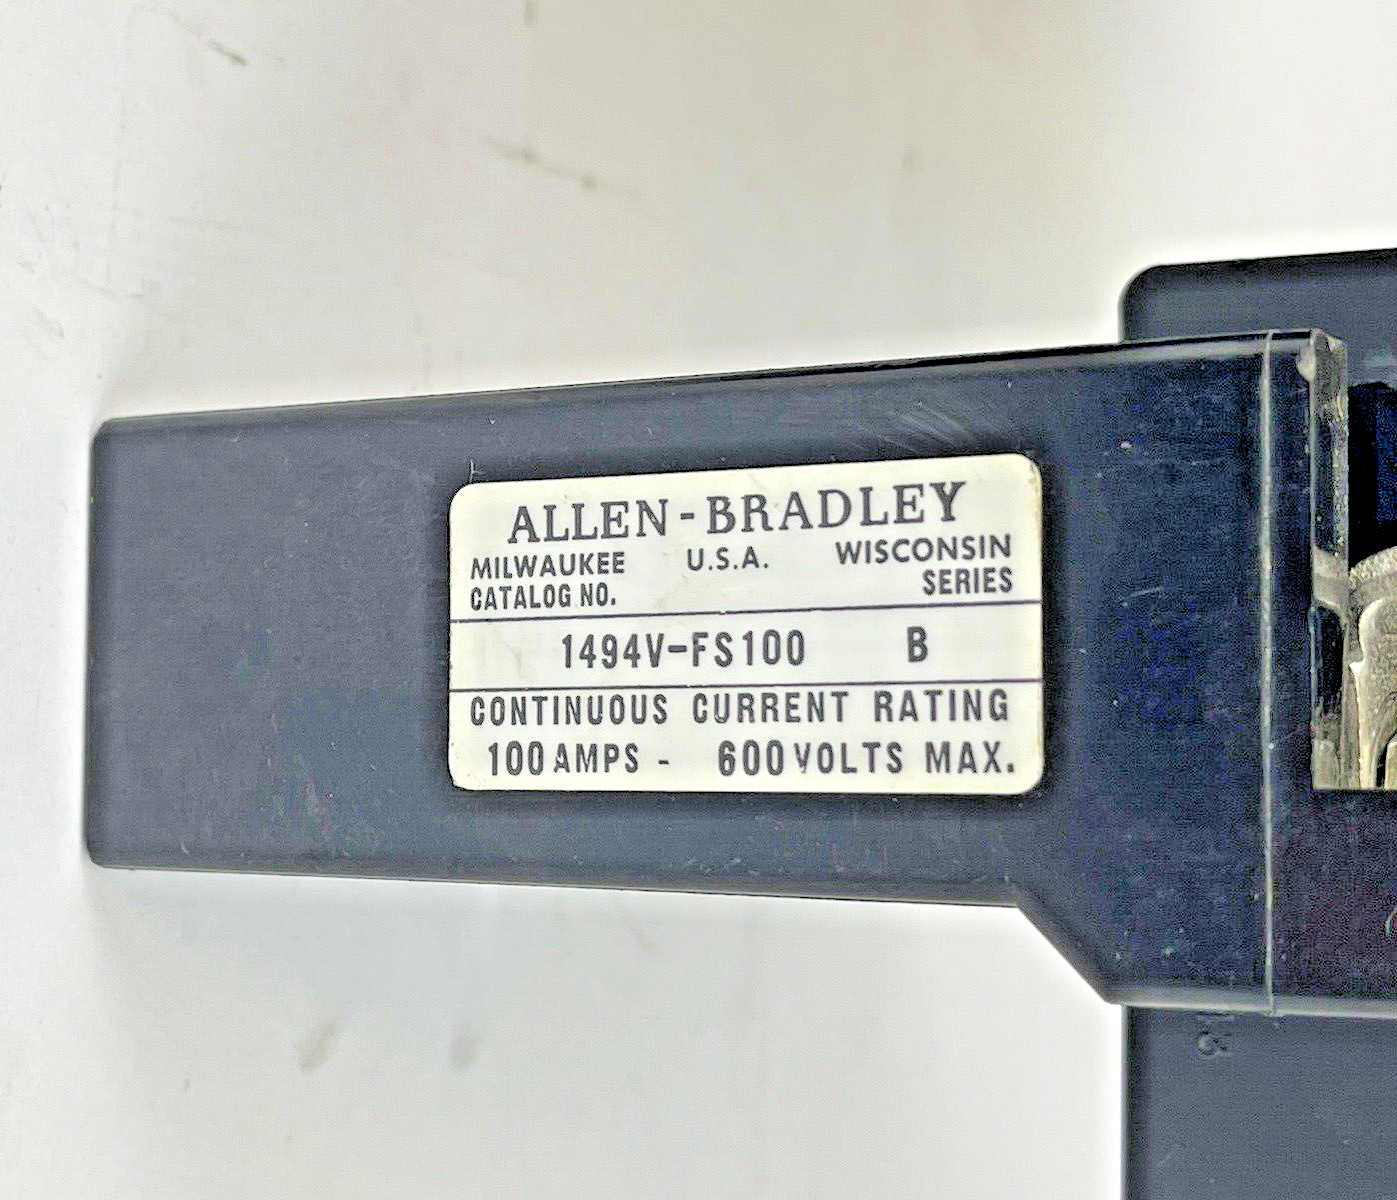 ALLEN-BRADLEY
MILWAUKEE U.S.A. WISCONSIN
CATALOG NO. SERIES
1494V-FS100 B
CONTINUOUS CURRENT RATING
100 AMPS - 600 VOLTS MAX.